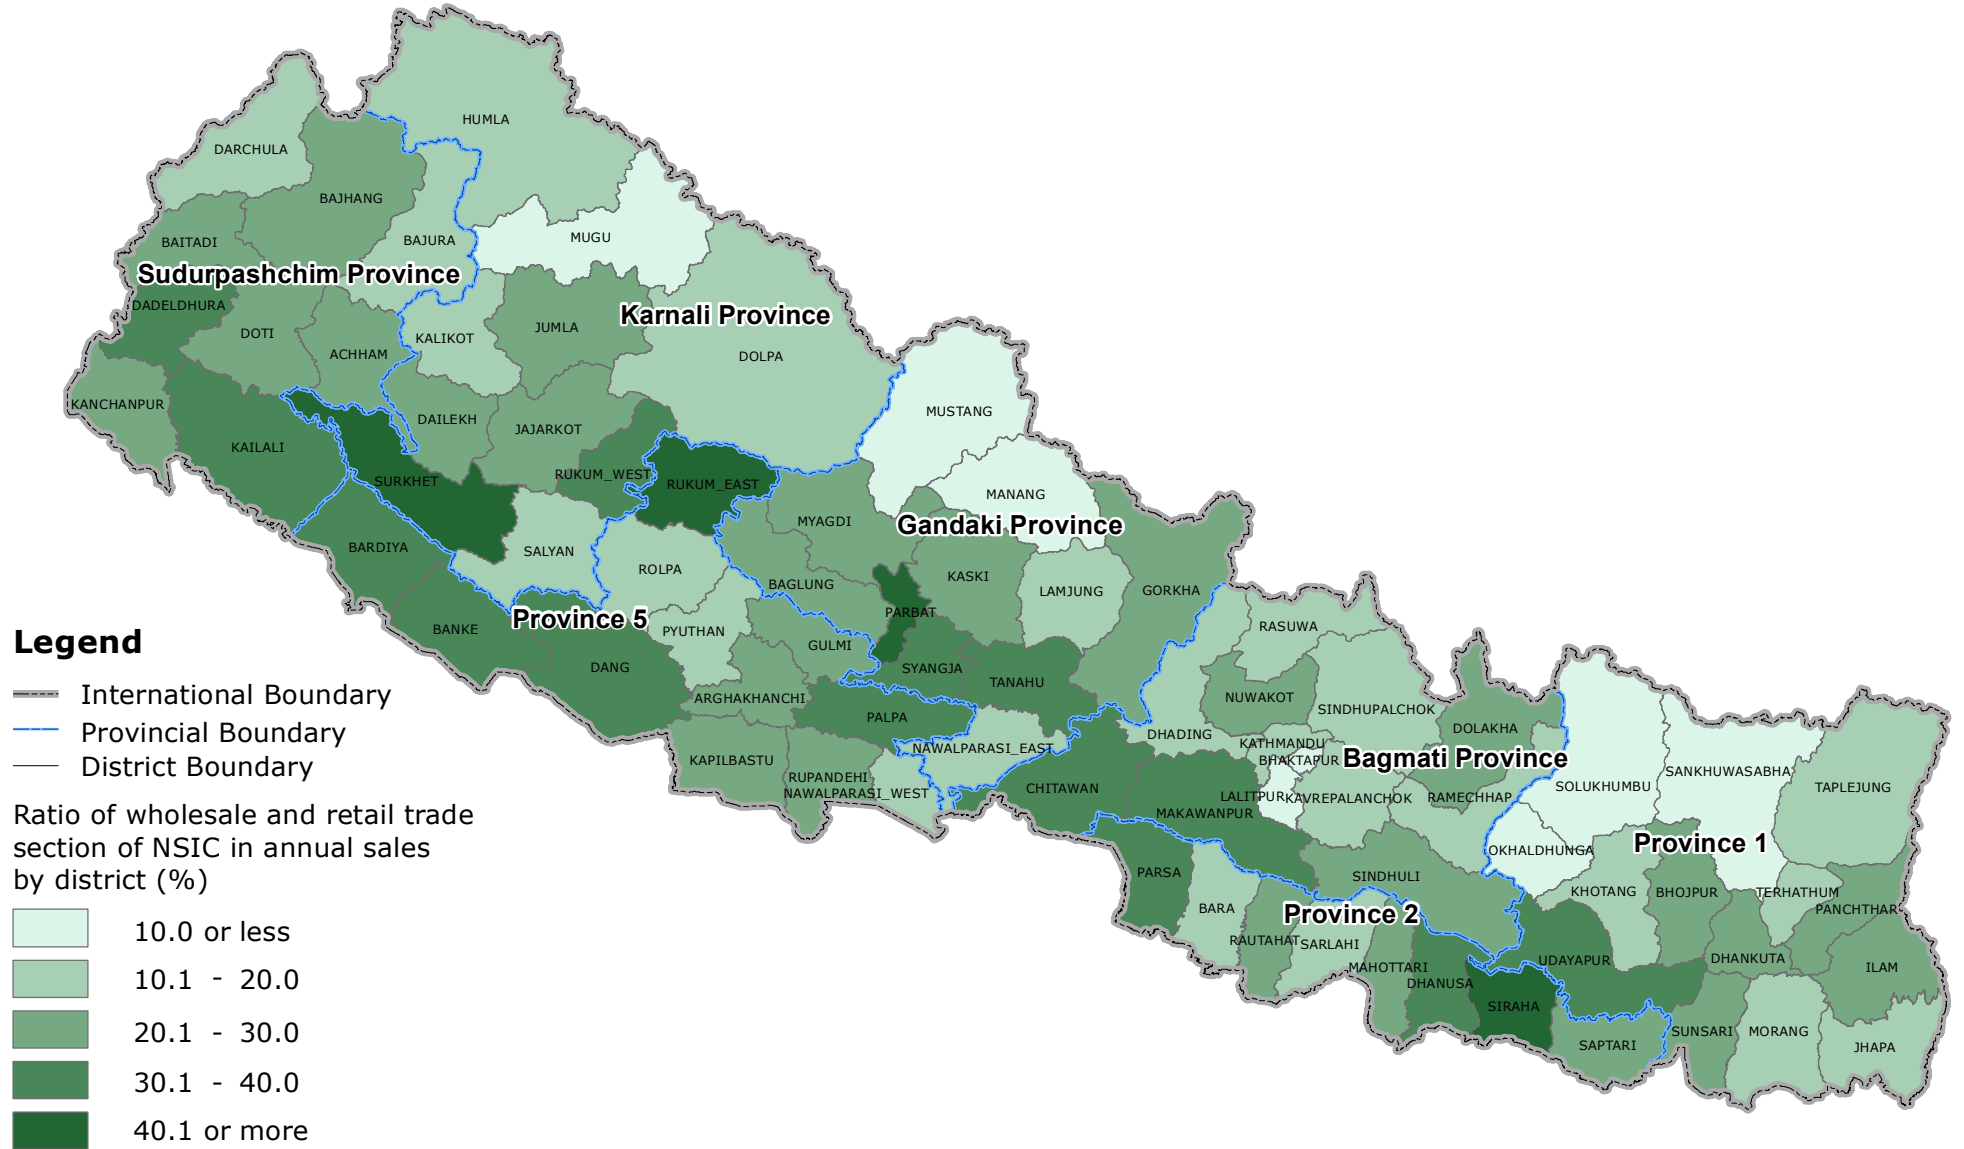 HUMLA
DARCHULA
BAJHANG
MUGU
BAITADI
BAJURA
Sudurpashchim Province
DADELDHURA
Karnali Province
DOTI
JUMLA
KALIKOT
ACHHAM
DOLPA
KANCHANPUR
MUSTANG
DAILEKH
JAJARKOT
KAILALI
RUKUM_WEST
SURKHET
RUKUM_EAST
MANANG
MYAGDI
Gandaki Province
BARDIYA
SALYAN
ROLPA
KASKI
BAGLUNG
LAMJUNG
GORKHA
PARBAT
Province 5
BANKE
PYUTHAN
RASUWA
GULMI
DANG
SYANGJA
TANAHU
ARGHAKHANCHI
NUWAKOT
SINDHUPALCHOK
PALPA
DOLAKHA
DHADING
KATHMANDU
NAWALPARASI_EAST
BHAKTAPUR
Bagmati Province
KAPILBASTU
SANKHUWASABHA
RUPANDEHI
SOLUKHUMBU
TAPLEJUNG
CHITAWAN
NAWALPARASI_WEST
LALITPUR
KAVREPALANCHOK
RAMECHHAP
MAKAWANPUR
Province 1
OKHALDHUNGA
PARSA
SINDHULI
KHOTANG
BHOJPUR
TERHATHUM
BARA
PANCHTHAR
Province 2
RAUTAHAT
SARLAHI
DHANKUTA
UDAYAPUR
MAHOTTARI
ILAM
DHANUSA
SIRAHA
SUNSARI
MORANG
SAPTARI
JHAPA
Legend
International Boundary
Provincial Boundary
District Boundary
Ratio of wholesale and retail trade
section of NSIC in annual sales
by district (%)
10.0 or less
10.1 - 20.0
20.1 - 30.0
30.1 - 40.0
40.1 or more